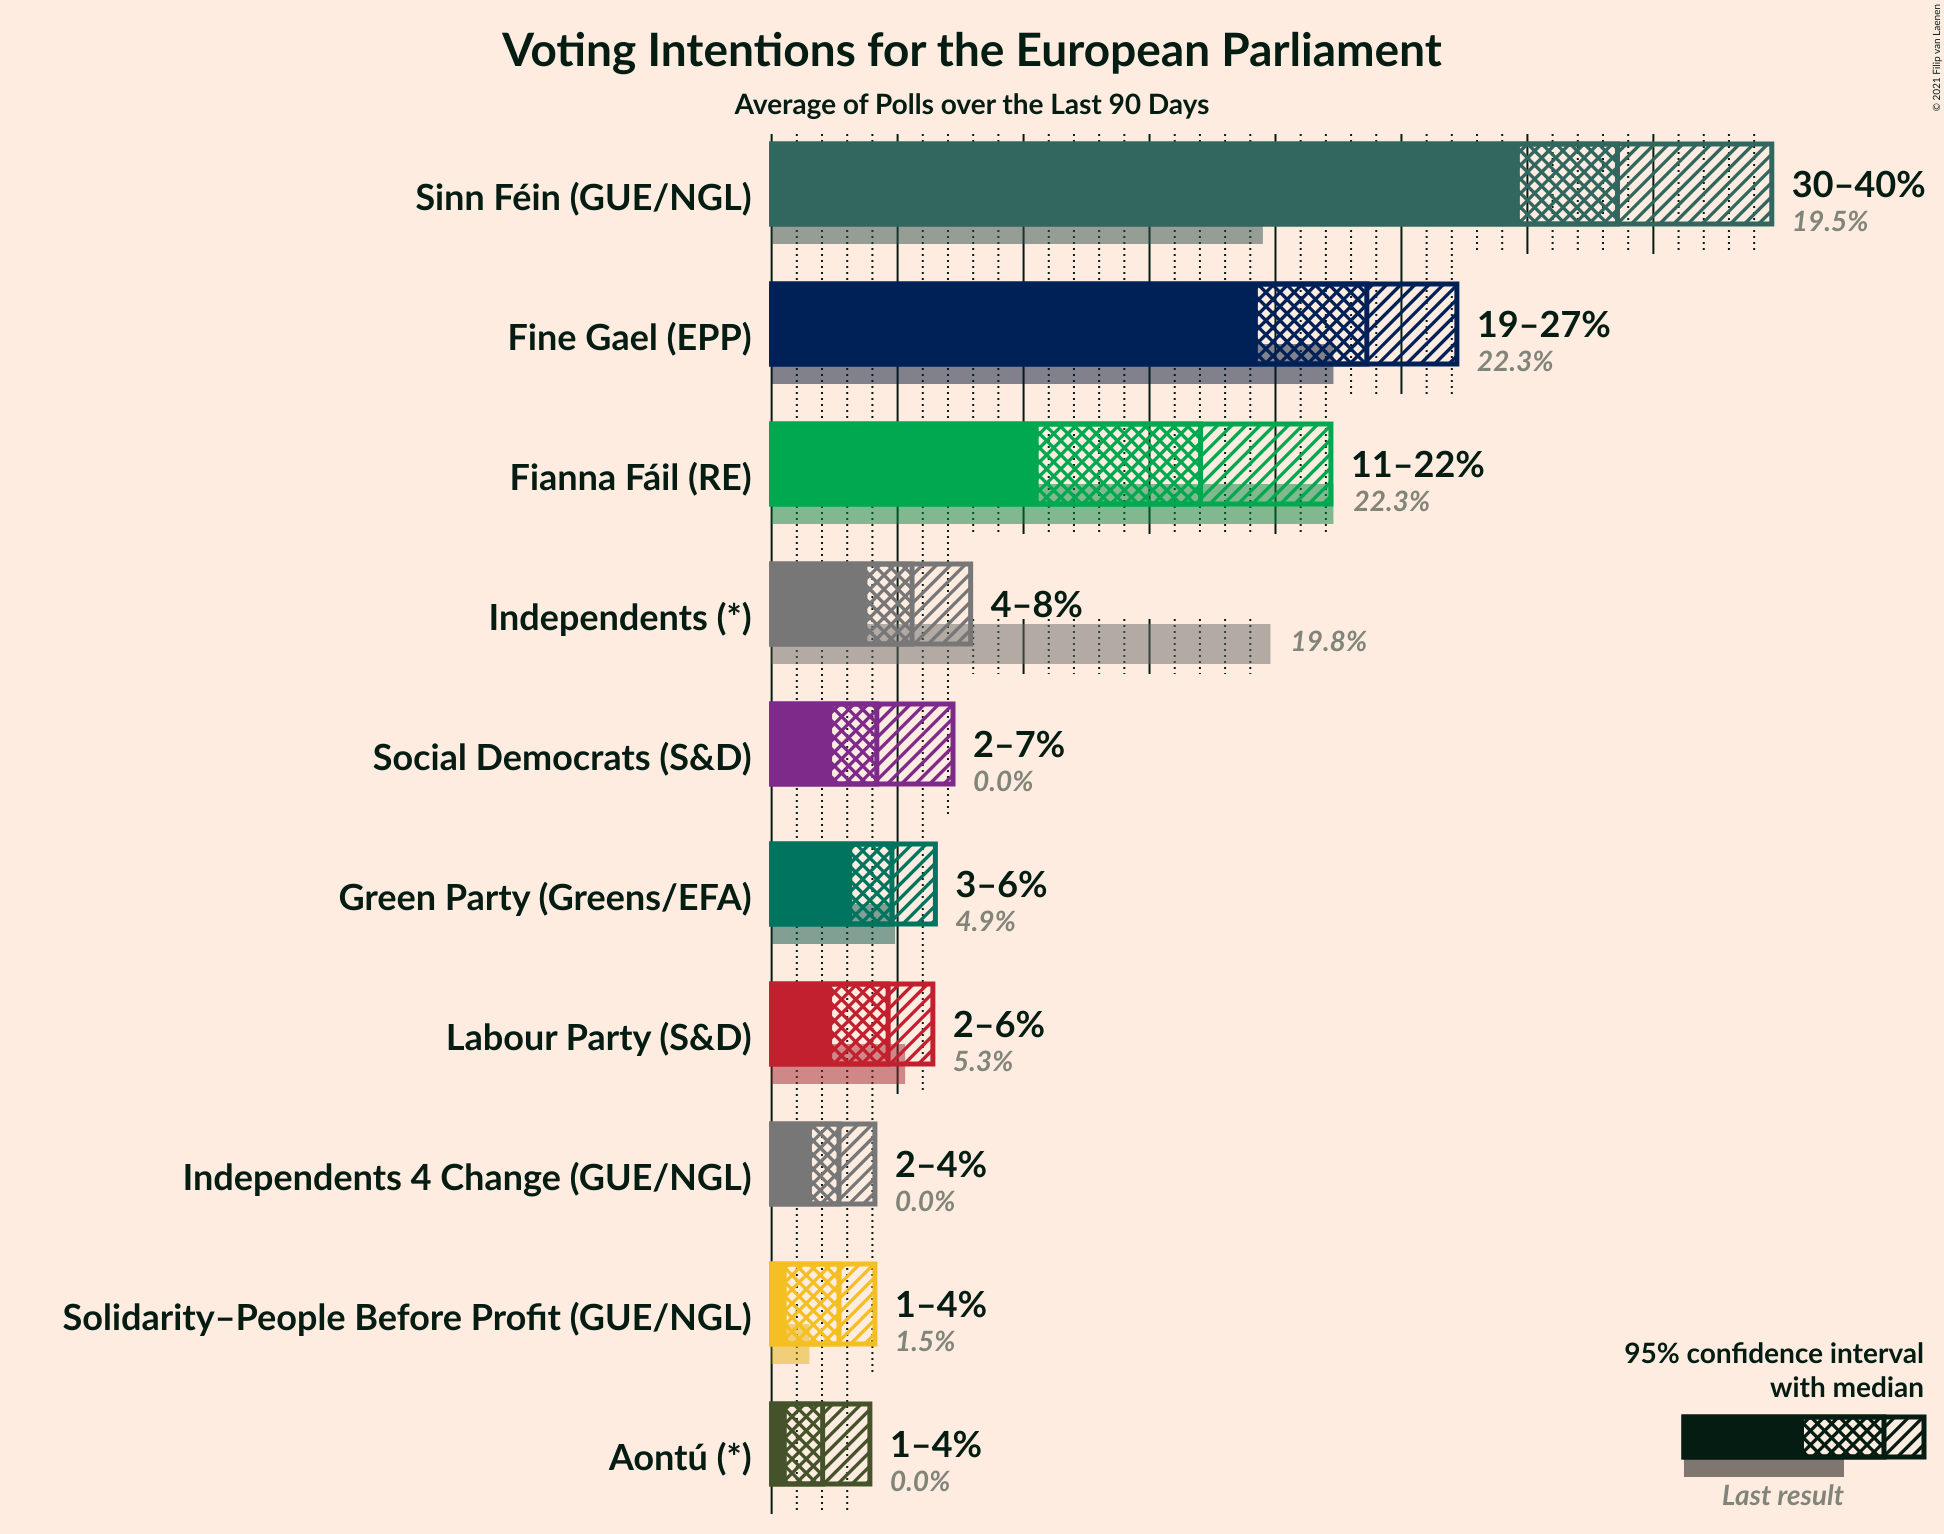 Voting Intentions for the European Parliament
Average of Polls over the Last 90 Days
© 2021 Filip van Laenen
Sinn Féin (GUE/NGL)
30–40%
19.5%
Fine Gael (EPP)
19–27%
22.3%
Fianna Fáil (RE)
11–22%
22.3%
Independents (*)
4–8%
19.8%
Social Democrats (S&D)
2–7%
0.0%
Green Party (Greens/EFA)
3–6%
4.9%
Labour Party (S&D)
2–6%
5.3%
Independents 4 Change (GUE/NGL)
2–4%
0.0%
Solidarity–People Before Profit (GUE/NGL)
1–4%
1.5%
Aontú (*)
1–4%
0.0%
95% confidence interval
with median
Last result